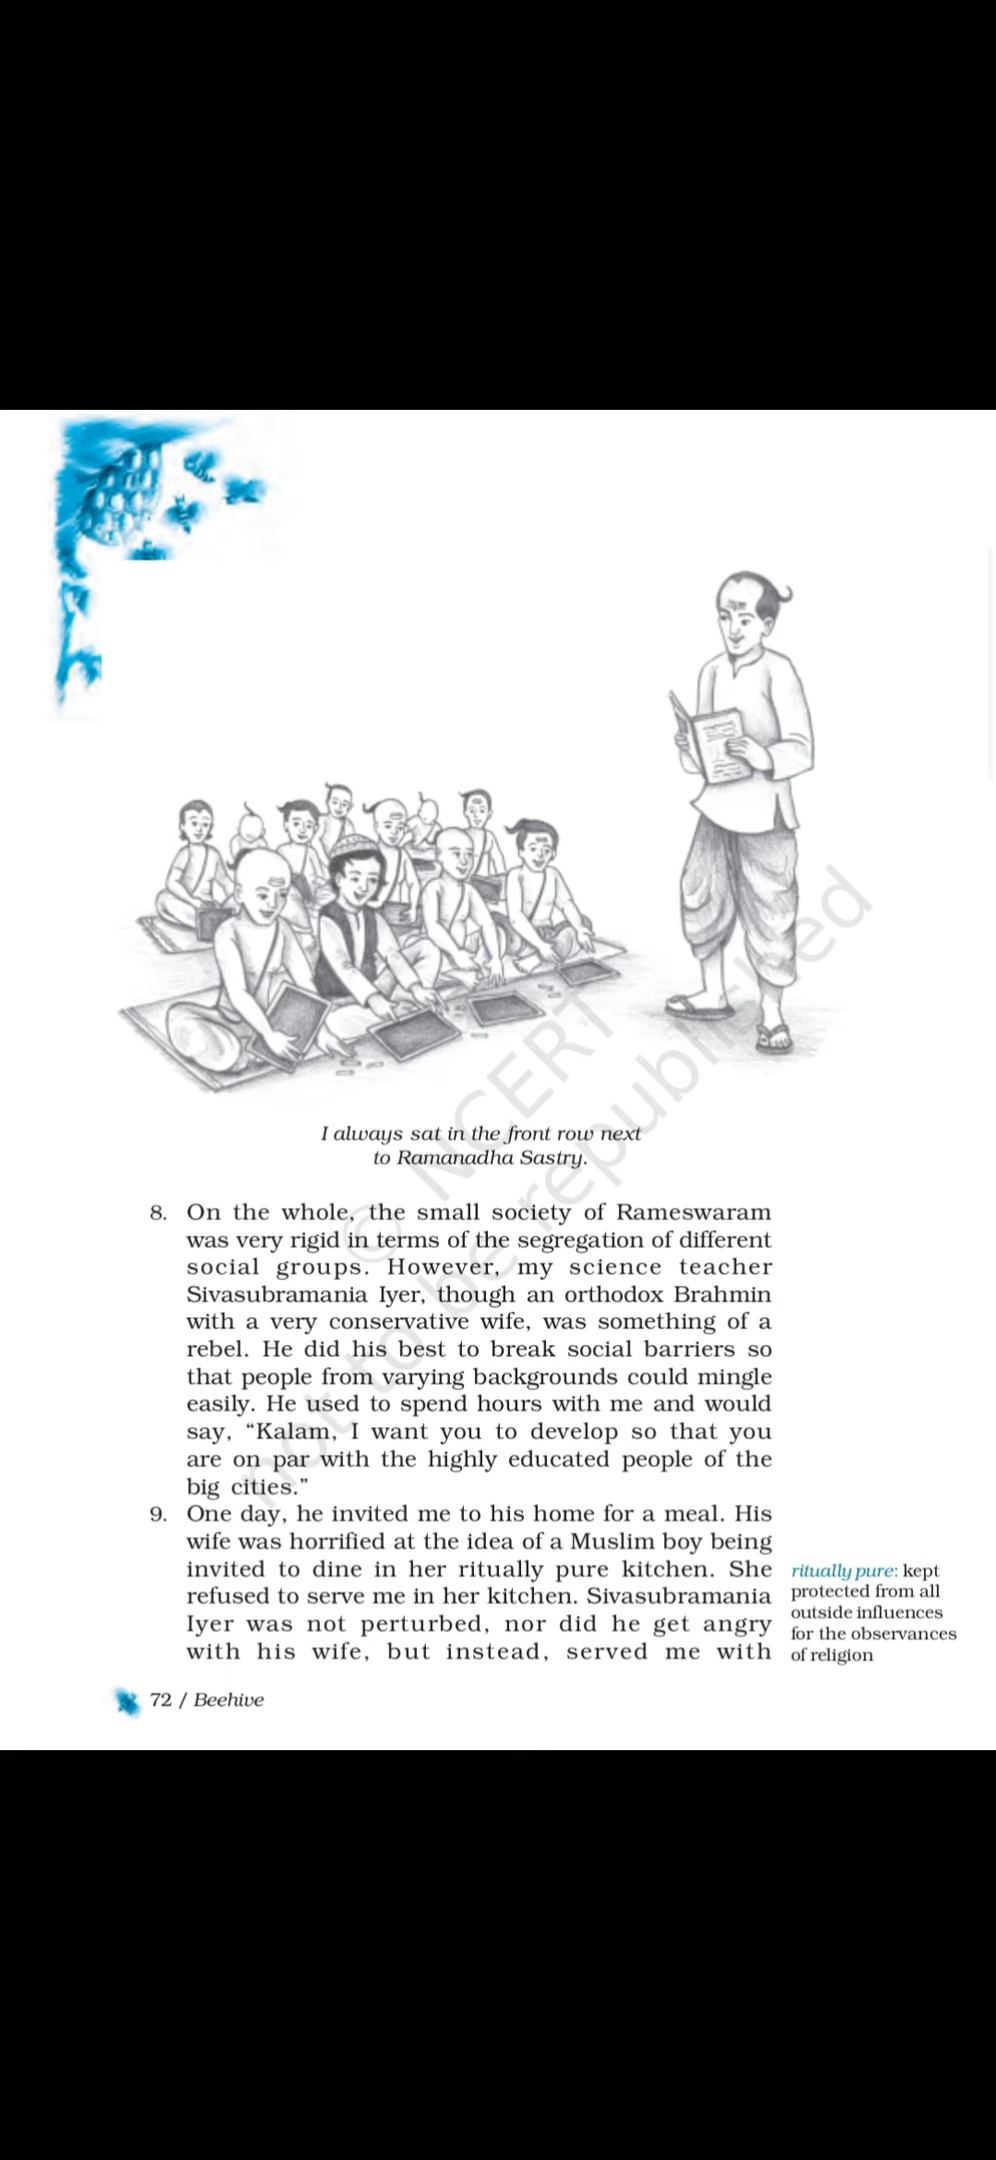 I always sat in the front row next
to Ramanadha Sastry.
8. On the whole, the small society of Rameswaram
was very rigid in terms of the segregation of different
social groups. However, my science teacher
Sivasubramania Iyer, though an orthodox Brahmin
with a very conservative wife, was something of a
rebel. He did his best to break social barriers so
that people from varying backgrounds could mingle
easily. He used to spend hours with me and would
say, “Kalam, I want you to develop so that you
are on par with the highly educated people of the
big cities.”
9. One day, he invited me to his home for a meal. His
wife was horrified at the idea of a Muslim boy being
invited to dine in her ritually pure kitchen. She
refused to serve me in her kitchen. Sivasubramania
Iyer was not perturbed, nor did he get angry
with his wife, but instead, served me with
ritually pure: kept
protected from all
outside influences
for the observances
of religion
72 / Beehive
© NCERT
not to be republished